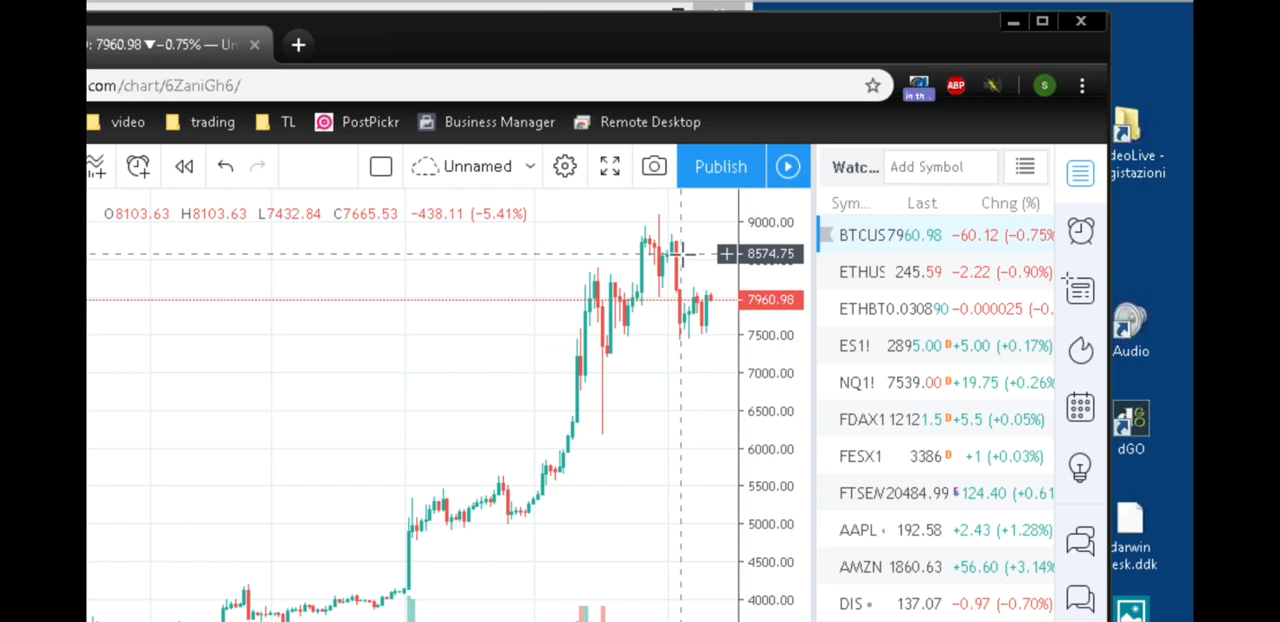 : 7960.98 ▼−0.75% — Un
.com/chart/6ZaniGh6/
in th .
ABP
S
video trading TL PostPickr Business Manager Remote Desktop
Unnamed Publish Watc... Add Symbol
Sym... Last Chng (%)
O8103.63 H8103.63 L7432.84 C7665.53 −438.11 (−5.41%)
9000.00
8574.75
7960.98
7500.00
7000.00
6500.00
6000.00
5500.00
5000.00
4500.00
4000.00
BTCUS 7960.98 −60.12 (−0.75%
ETHUS 245.59 −2.22 (−0.90%)
ETHBT 0.030890 −0.000025 (−0.
ES1! 2895.00 D +5.00 (+0.17%)
NQ1! 7539.00 D +19.75 (+0.26%
FDAX1 12121.5 D +5.5 (+0.05%)
FESX1 3386 D +1 (+0.03%)
FTSEM 20484.99 E 124.40 (+0.61
AAPL 192.58 +2.43 (+1.28%)
AMZN 1860.63 +56.60 (+3.14%
DIS 137.07 −0.97 (−0.70%)
deoLive -
gistazioni
Audio
dGO
darwin
esk.ddk